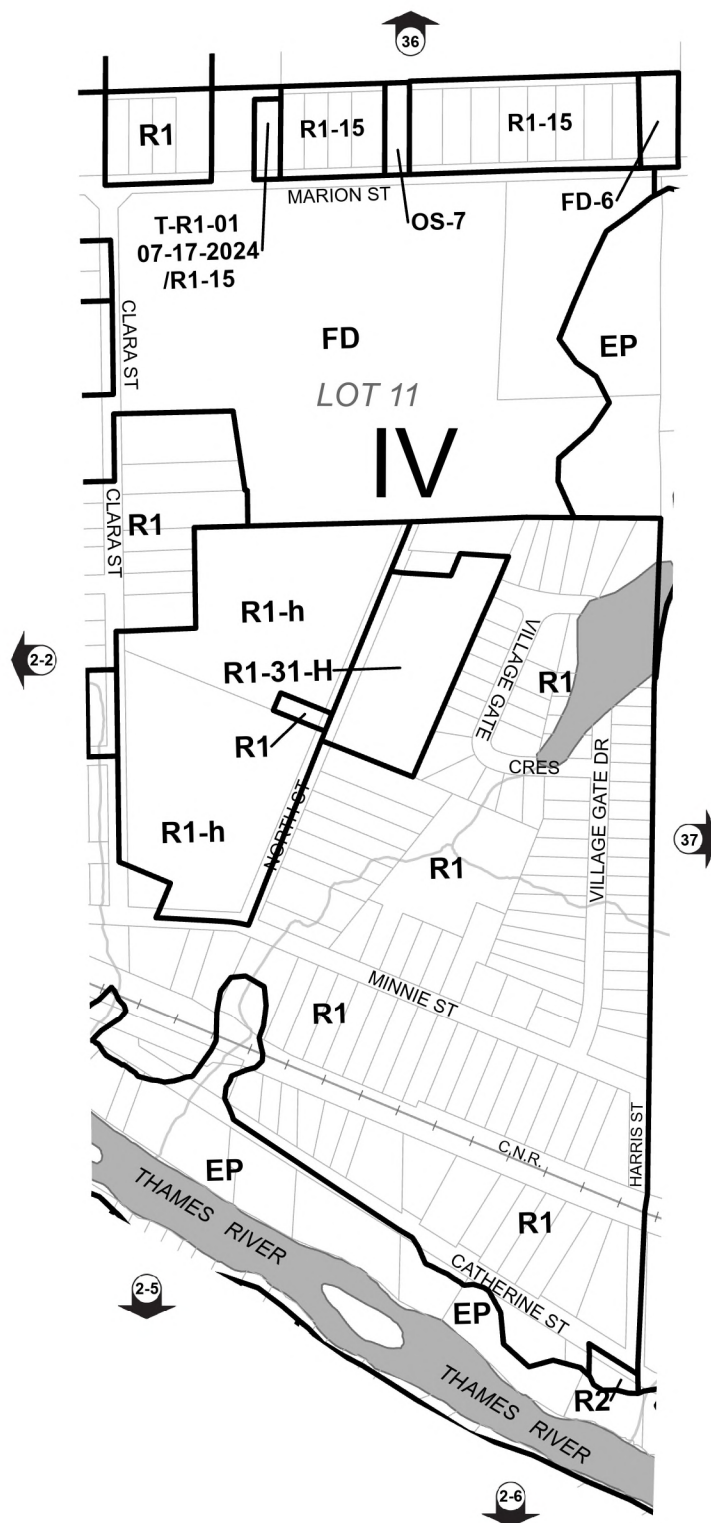 36
R1
R1-15
R1-15
MARION ST
T-R1-01
07-17-2024
/R1-15
OS-7
FD-6
CLARA ST
FD
EP
LOT 11
IV
CLARA ST
R1
R1-h
R1-31-H
VILLAGE GATE
R1
2-2
R1
CRES
VILLAGE GATE DR
NORTH ST
R1-h
R1
37
MINNIE ST
R1
HARRIS ST
C.N.R.
EP
THAMES RIVER
R1
CATHERINE ST
2-5
EP
THAMES RIVER
R2
2-6